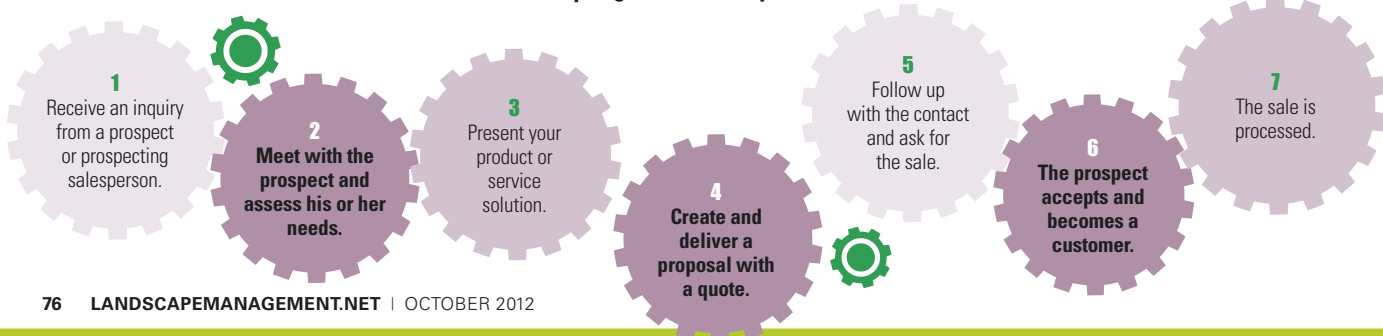 1
Receive an inquiry
from a prospect
or prospecting
salesperson.
2
Meet with the
prospect and
assess his or her
needs.
3
Present your
product or
service
solution.
4
Create and
deliver a
proposal with
a quote.
5
Follow up
with the contact
and ask for
the sale.
6
The prospect
accepts and
becomes a
customer.
7
The sale is
processed.
76 LANDSCAPEMANAGEMENT.NET | OCTOBER 2012